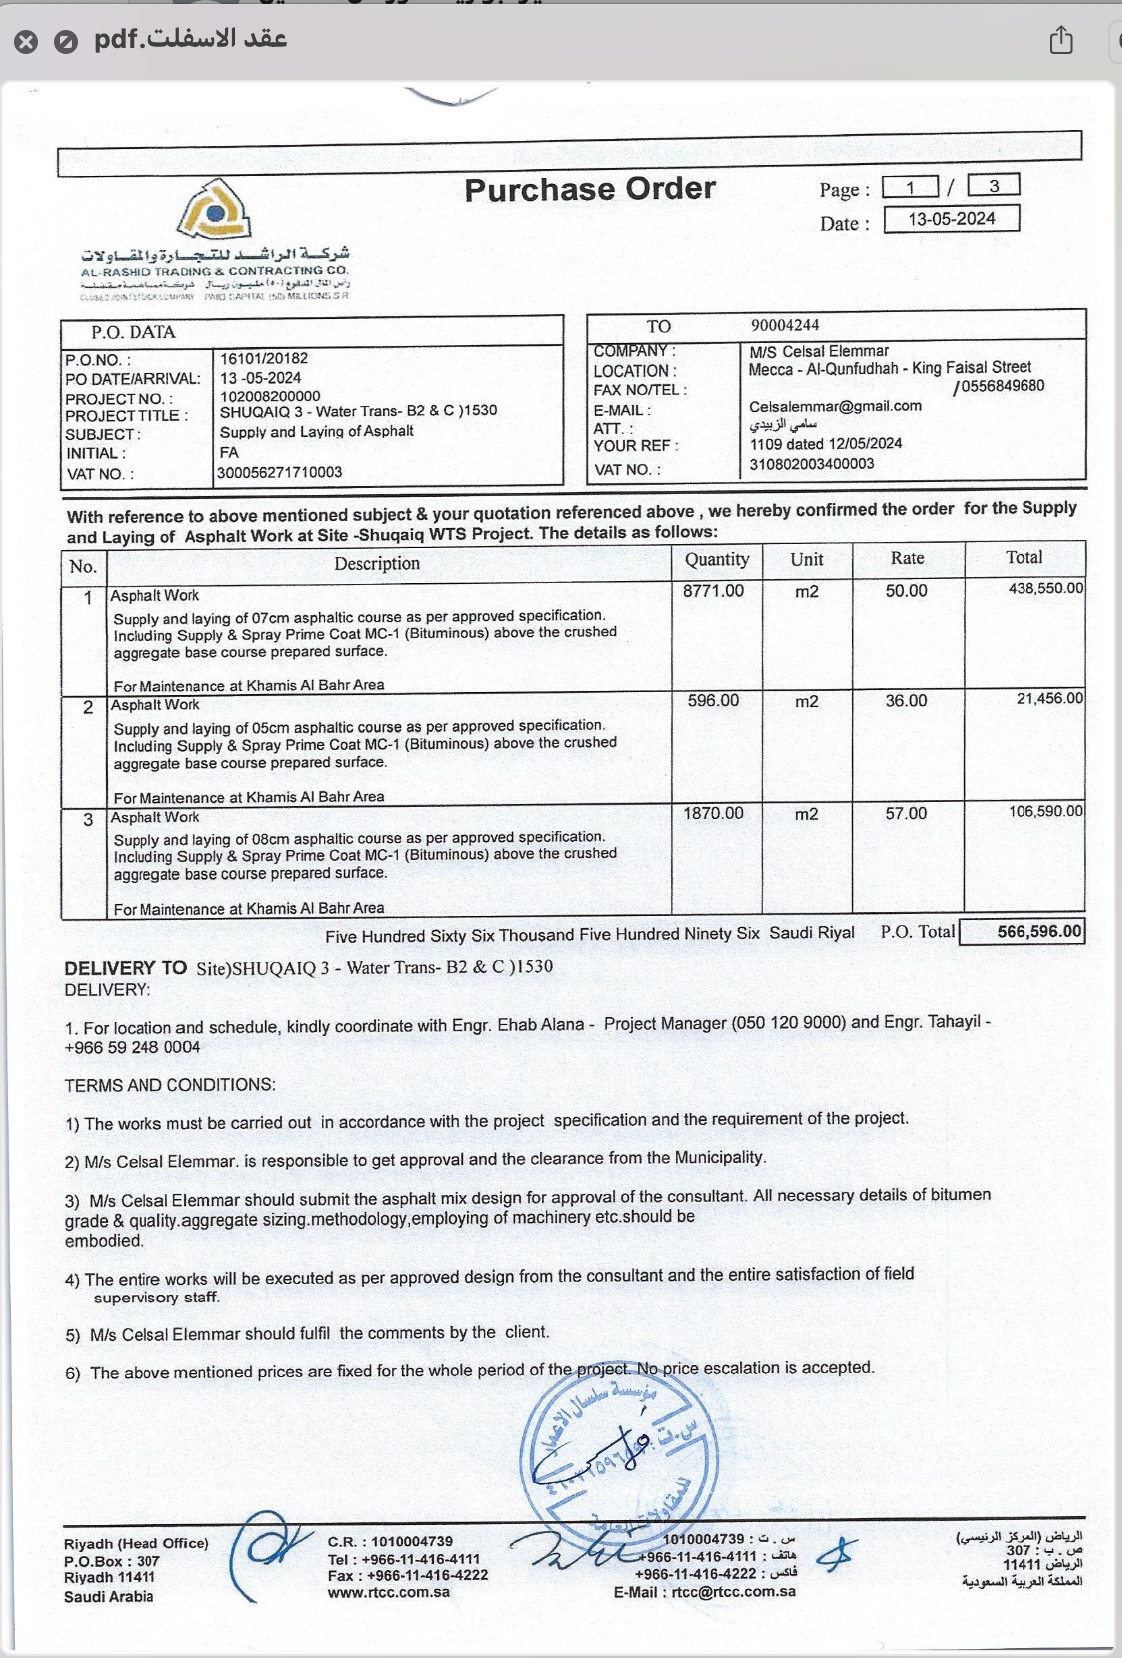 عقد الاسفلت.pdf
Purchase Order
Page : 1 / 3
Date : 13-05-2024
شركة الراشد للتجارة والمقاولات
AL-RASHID TRADING & CONTRACTING CO.
CLOSED JOINT STOCK COMPANY PAID CAPITAL (50) MILLIONS S.R
P.O. DATA
P.O.NO. : 16101/20182
PO DATE/ARRIVAL: 13 -05-2024
PROJECT NO. : 102008200000
PROJECT TITLE : SHUQAIQ 3 - Water Trans- B2 & C )1530
SUBJECT : Supply and Laying of Asphalt
INITIAL : FA
VAT NO. : 300056271710003
TO 90004244
COMPANY : M/S Celsal Elemmar
LOCATION : Mecca - Al-Qunfudhah - King Faisal Street
FAX NO/TEL : /0556849680
E-MAIL : Celsalemmar@gmail.com
ATT. : سامي الزبيدي
YOUR REF : 1109 dated 12/05/2024
VAT NO. : 310802003400003
With reference to above mentioned subject & your quotation referenced above , we hereby confirmed the order for the Supply
and Laying of Asphalt Work at Site -Shuqaiq WTS Project. The details as follows:
No. Description Quantity Unit Rate Total
1 Asphalt Work 8771.00 m2 50.00 438,550.00
Supply and laying of 07cm asphaltic course as per approved specification.
Including Supply & Spray Prime Coat MC-1 (Bituminous) above the crushed
aggregate base course prepared surface.
For Maintenance at Khamis Al Bahr Area
2 Asphalt Work 596.00 m2 36.00 21,456.00
Supply and laying of 05cm asphaltic course as per approved specification.
Including Supply & Spray Prime Coat MC-1 (Bituminous) above the crushed
aggregate base course prepared surface.
For Maintenance at Khamis Al Bahr Area
3 Asphalt Work 1870.00 m2 57.00 106,590.00
Supply and laying of 08cm asphaltic course as per approved specification.
Including Supply & Spray Prime Coat MC-1 (Bituminous) above the crushed
aggregate base course prepared surface.
For Maintenance at Khamis Al Bahr Area
Five Hundred Sixty Six Thousand Five Hundred Ninety Six Saudi Riyal P.O. Total 566,596.00
DELIVERY TO Site)SHUQAIQ 3 - Water Trans- B2 & C )1530
DELIVERY:
1. For location and schedule, kindly coordinate with Engr. Ehab Alana - Project Manager (050 120 9000) and Engr. Tahayil -
+966 59 248 0004
TERMS AND CONDITIONS:
1) The works must be carried out in accordance with the project specification and the requirement of the project.
2) M/s Celsal Elemmar. is responsible to get approval and the clearance from the Municipality.
3) M/s Celsal Elemmar should submit the asphalt mix design for approval of the consultant. All necessary details of bitumen
grade & quality.aggregate sizing.methodology,employing of machinery etc.should be
embodied.
4) The entire works will be executed as per approved design from the consultant and the entire satisfaction of field
supervisory staff.
5) M/s Celsal Elemmar should fulfil the comments by the client.
6) The above mentioned prices are fixed for the whole period of the project. No price escalation is accepted.
مؤسسة سلسال الاعمار
س.ت
للمقاولات العامة
Riyadh (Head Office)
P.O.Box : 307
Riyadh 11411
Saudi Arabia
C.R. : 1010004739
Tel : +966-11-416-4111
Fax : +966-11-416-4222
www.rtcc.com.sa
س . ت : 1010004739
هاتف : +966-11-416-4111
فاكس : +966-11-416-4222
E-Mail : rtcc@rtcc.com.sa
الرياض (المركز الرئيسي)
ص . ب : 307
الرياض 11411
المملكة العربية السعودية